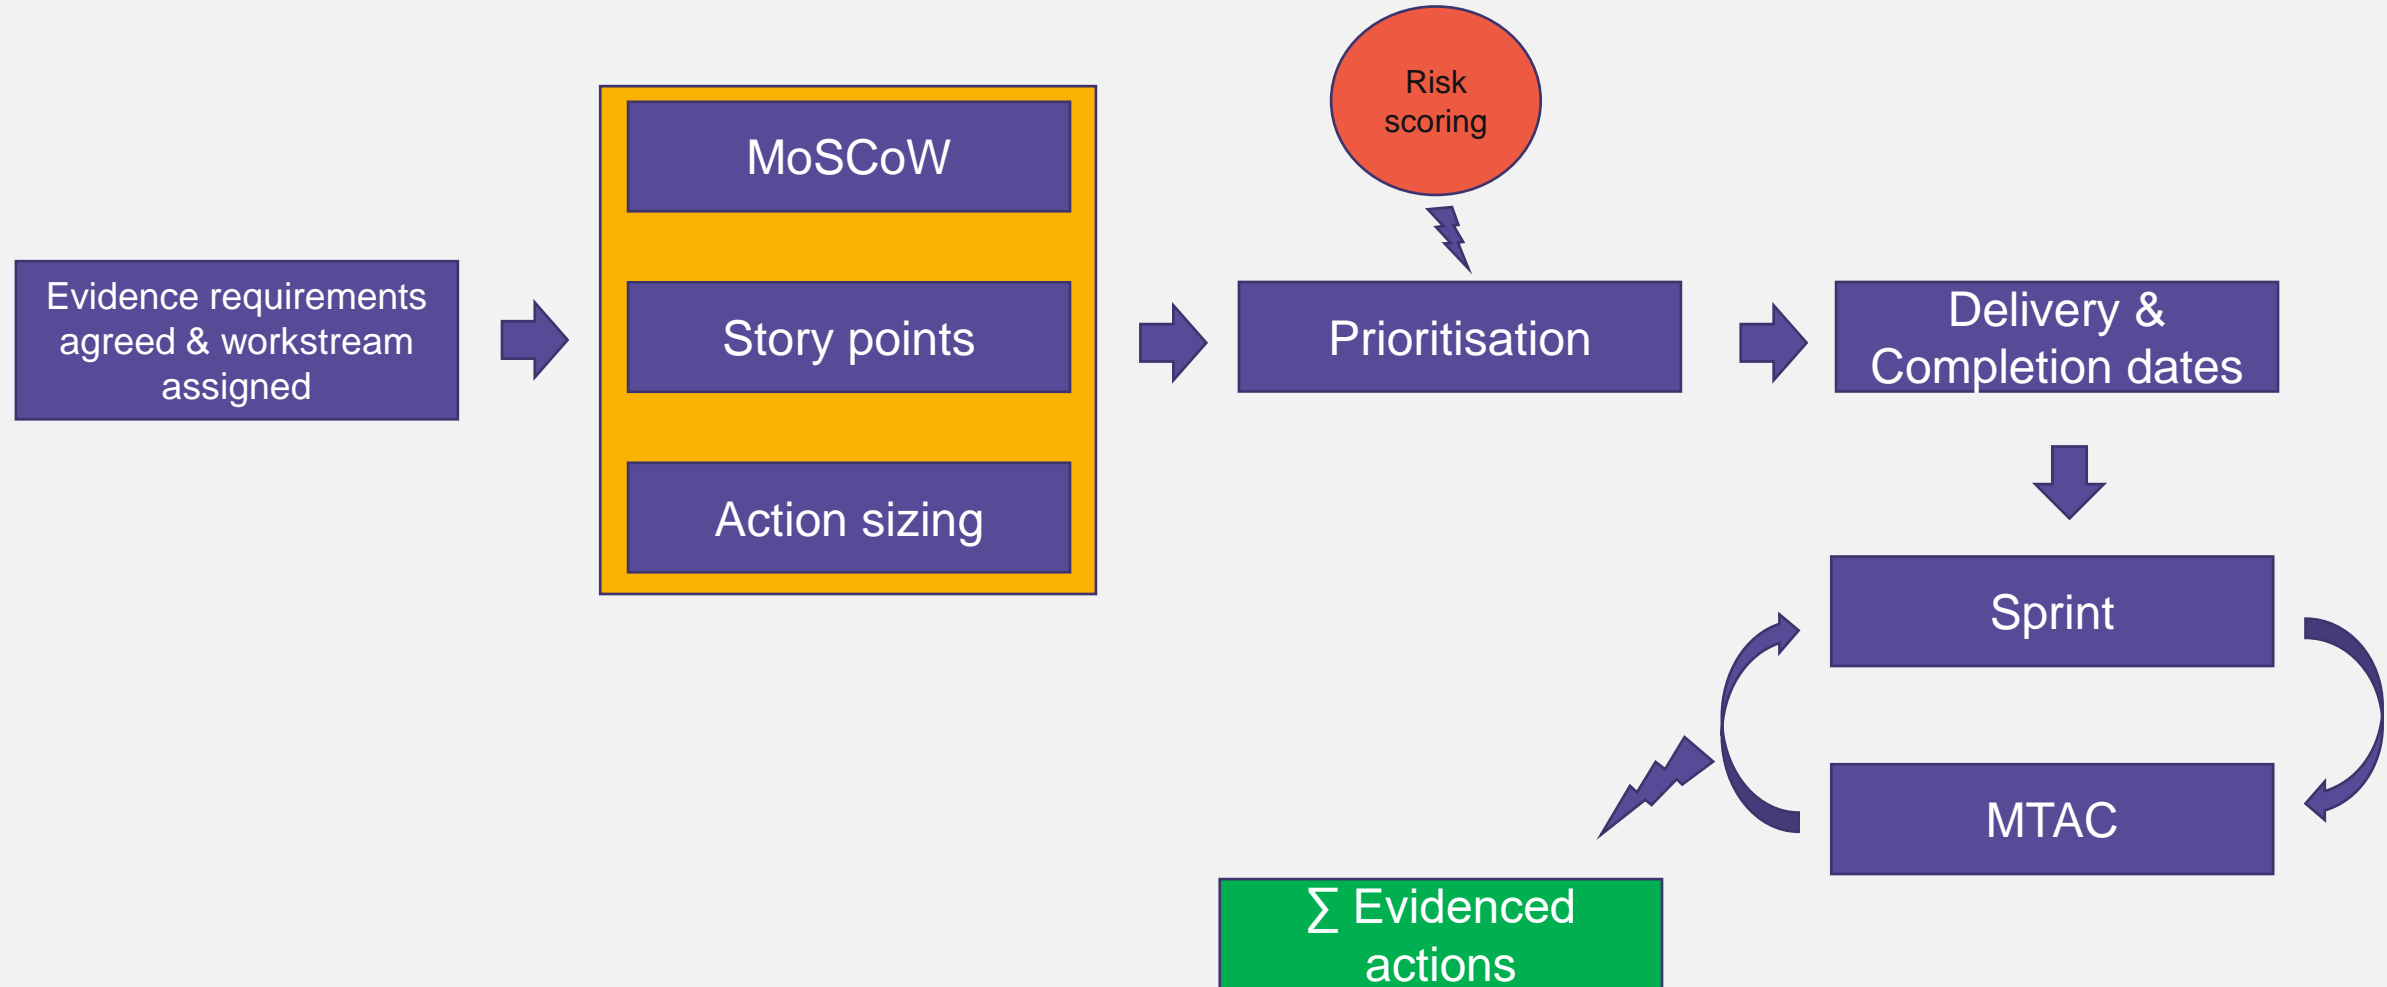 Risk
scoring
MoSCoW
Evidence requirements
agreed & workstream
assigned
Story points
Prioritisation
Delivery &
Completion dates
Action sizing
Sprint
MTAC
∑ Evidenced
actions